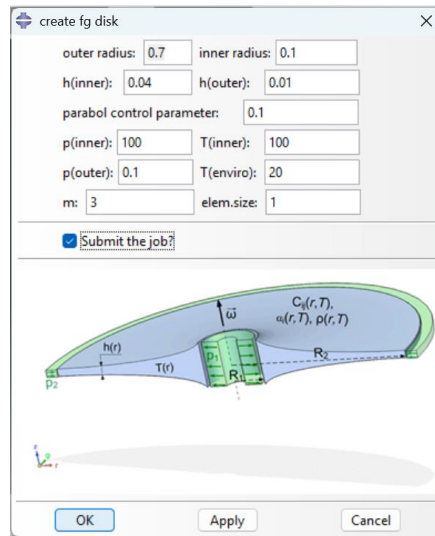 create fg disk
outer radius: 0.7 inner radius: 0.1
h(inner): 0.04 h(outer): 0.01
parabol control parameter: 0.1
p(inner): 100 T(inner): 100
p(outer): 0.1 T(enviro): 20
m: 3 elem.size: 1
Submit the job?
ω⃗
Cᵢⱼ(r,T),
αᵢ(r,T), ρ(r,T)
h(r)
p₁
R₂
T(r)
R₁
p₂
OK Apply Cancel